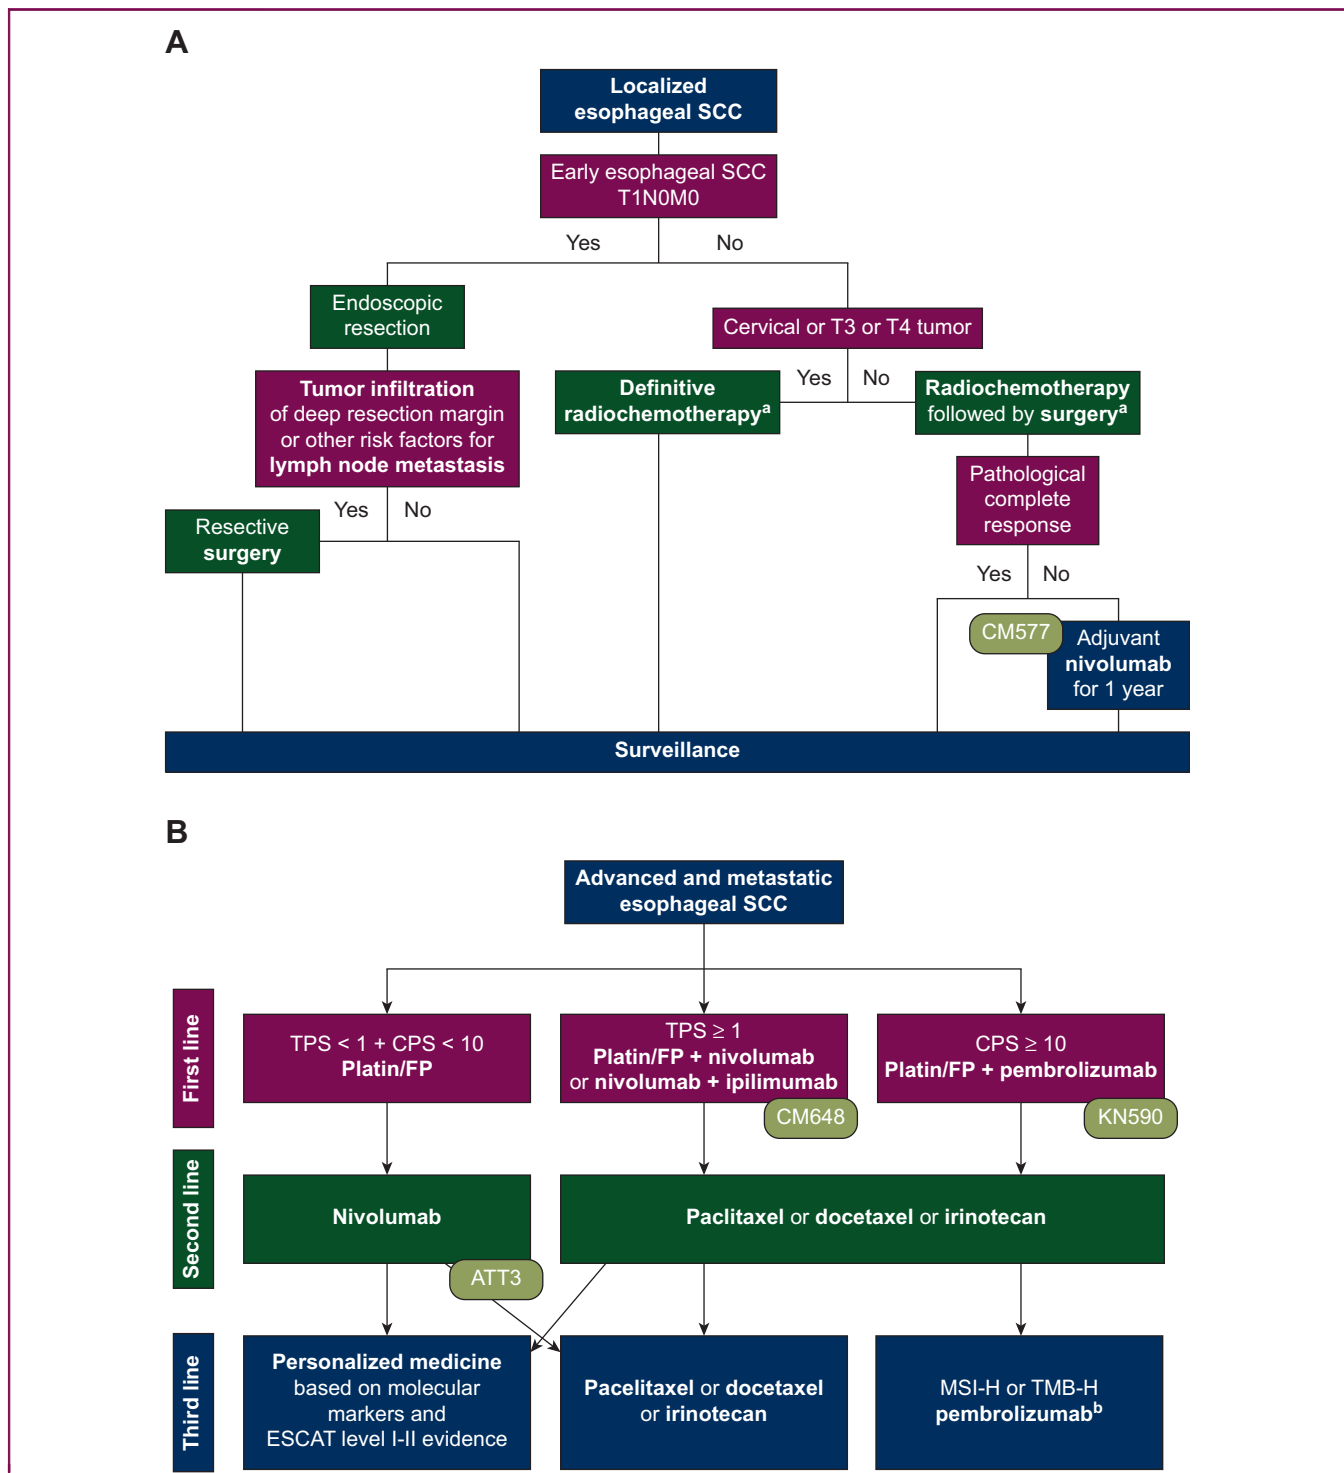 A
Localized
esophageal SCC
Early esophageal SCC
T1N0M0
Yes
No
Endoscopic
resection
Cervical or T3 or T4 tumor
Tumor infiltration
of deep resection margin
or other risk factors for
lymph node metastasis
Definitive
radiochemotherapyᵃ
Yes
No
Radiochemotherapy
followed by surgeryᵃ
Pathological
complete
response
Yes
No
Resective
surgery
Yes
No
CM577
Adjuvant
nivolumab
for 1 year
Surveillance
B
Advanced and metastatic
esophageal SCC
First line
TPS < 1 + CPS < 10
Platin/FP
TPS ≥ 1
Platin/FP + nivolumab
or nivolumab + ipilimumab
CM648
CPS ≥ 10
Platin/FP + pembrolizumab
KN590
Second line
Nivolumab
ATT3
Paclitaxel or docetaxel or irinotecan
Third line
Personalized medicine
based on molecular
markers and
ESCAT level I-II evidence
Pacelitaxel or docetaxel
or irinotecan
MSI-H or TMB-H
pembrolizumabᵇ